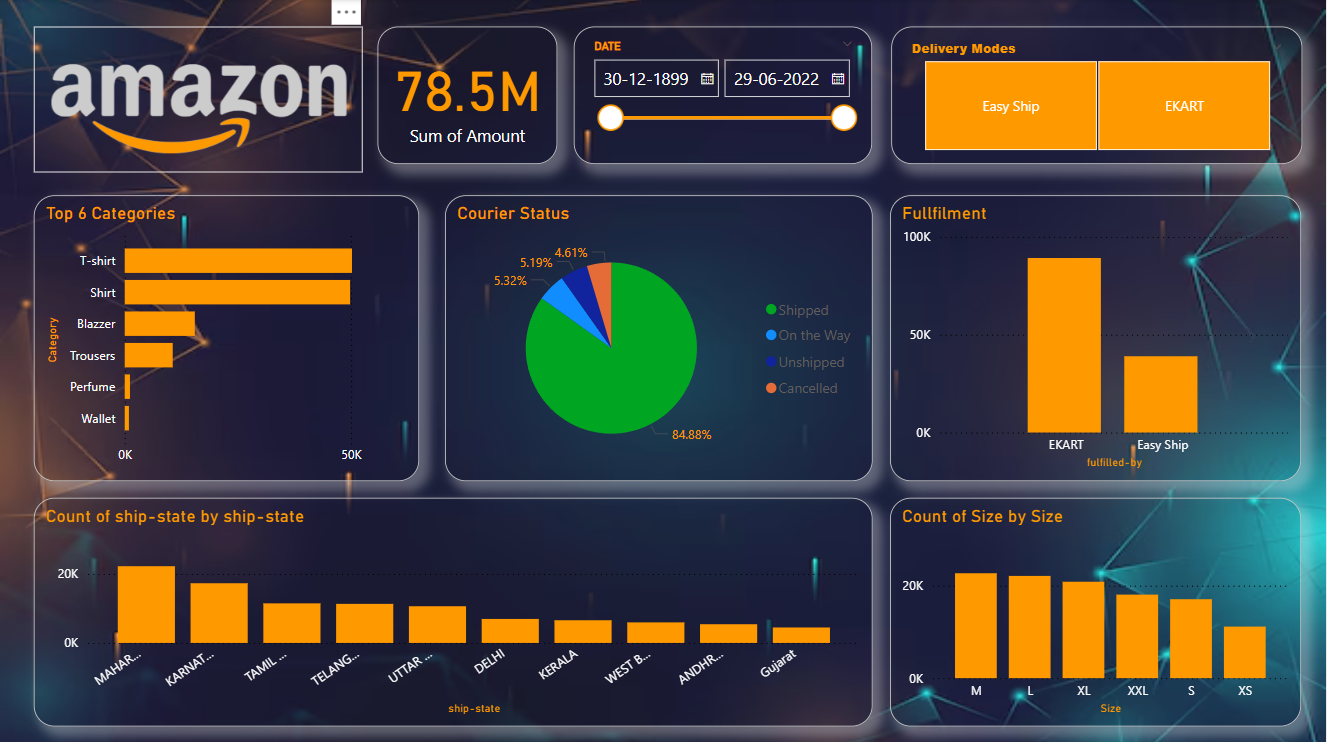 amazon
78.5M
Sum of Amount
DATE
30-12-1899
29-06-2022
Delivery Modes
Easy Ship
EKART
Top 6 Categories
Category
T-shirt
Shirt
Blazzer
Trousers
Perfume
Wallet
0K
50K
Courier Status
4.61%
5.19%
5.32%
84.88%
Shipped
On the Way
Unshipped
Cancelled
Fullfilment
100K
50K
0K
EKART
Easy Ship
fulfilled-by
Count of ship-state by ship-state
20K
0K
MAHAR...
KARNAT...
TAMIL ...
TELANG...
UTTAR ...
DELHI
KERALA
WEST B...
ANDHR...
Gujarat
ship-state
Count of Size by Size
20K
0K
M
L
XL
XXL
S
XS
Size